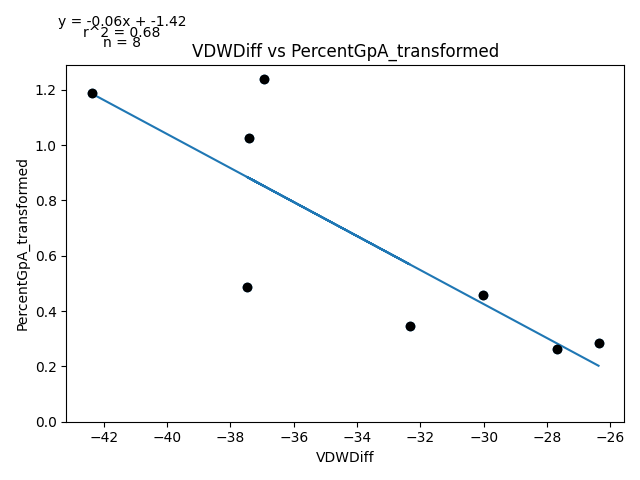 y = -0.06x + -1.42
r^2 = 0.68
n = 8
VDWDiff vs PercentGpA_transformed
PercentGpA_transformed
1.2
1.0
0.8
0.6
0.4
0.2
0.0
−42
−40
−38
−36
−34
−32
−30
−28
−26
VDWDiff